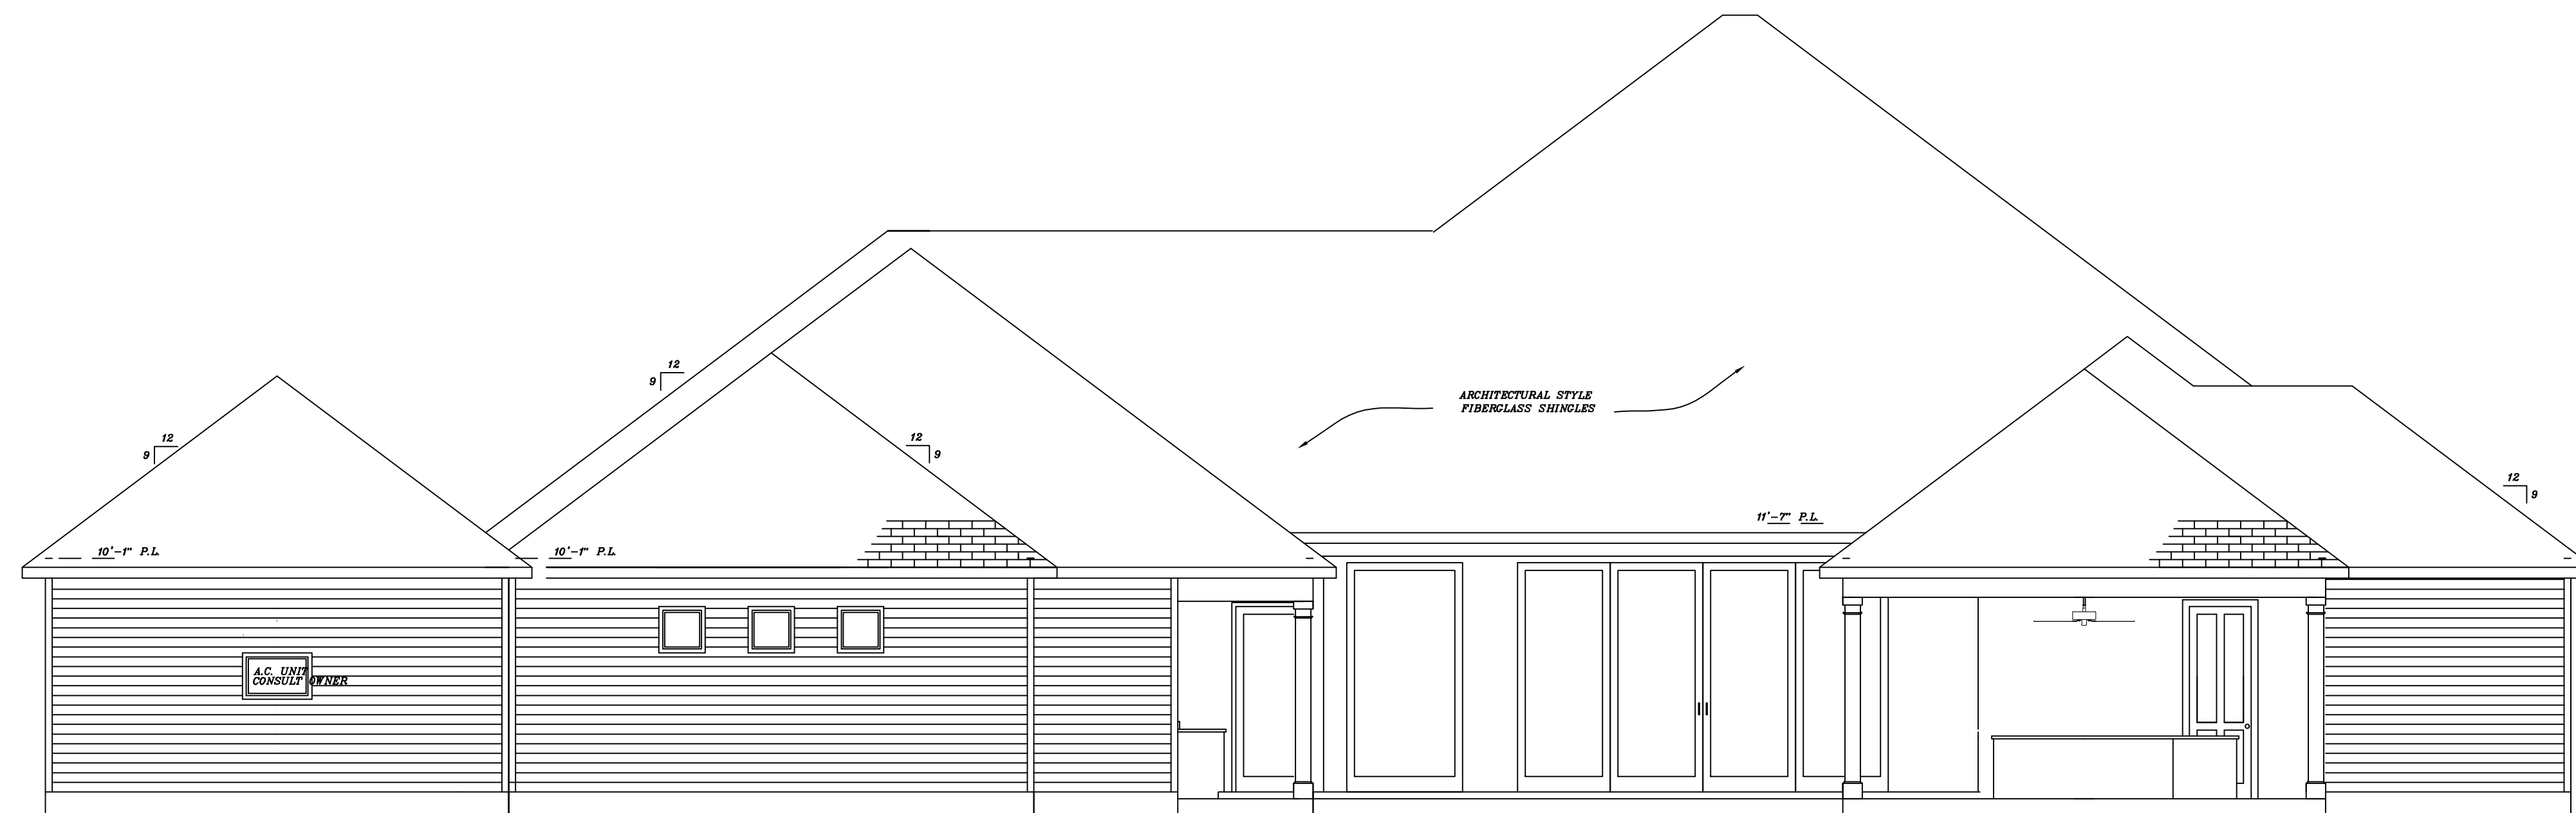 12
9
ARCHITECTURAL STYLE
FIBERGLASS SHINGLES
12
9
12
9
12
9
11'-7" P.L.
10'-1" P.L.
10'-1" P.L.
A.C. UNIT
CONSULT OWNER